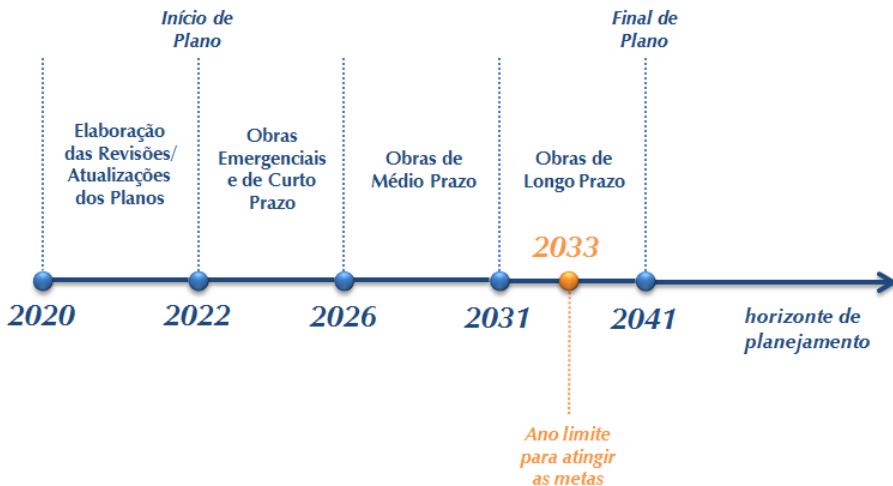 Início de
Plano
Final de
Plano
Elaboração
das Revisões/
Atualizações
dos Planos
Obras
Emergenciais
e de Curto
Prazo
Obras de
Médio Prazo
Obras de
Longo Prazo
2033
2020
2022
2026
2031
2041
horizonte de
planejamento
Ano limite
para atingir
as metas